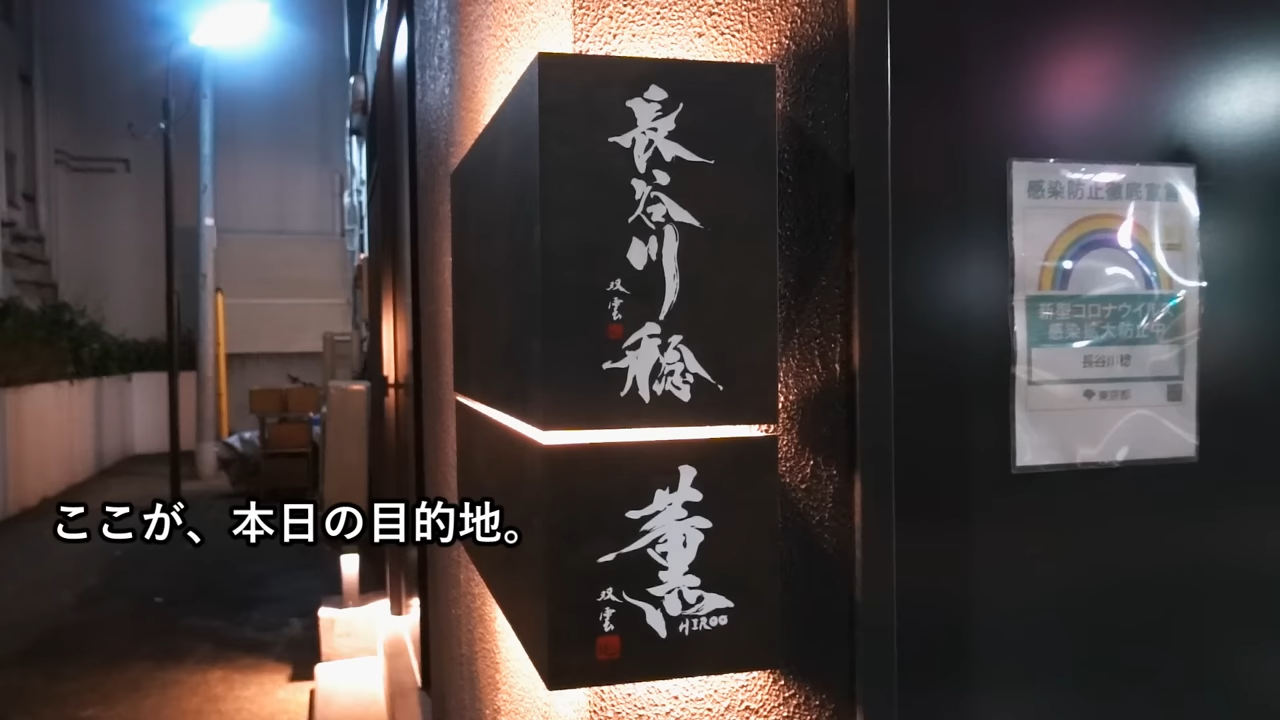 長谷川稔
双雲
薫
HIROO
双雲
感染防止徹底宣言
新型コロナウイルス
感染拡大防止中
長谷川稔
東京都
ここが、本日の目的地。